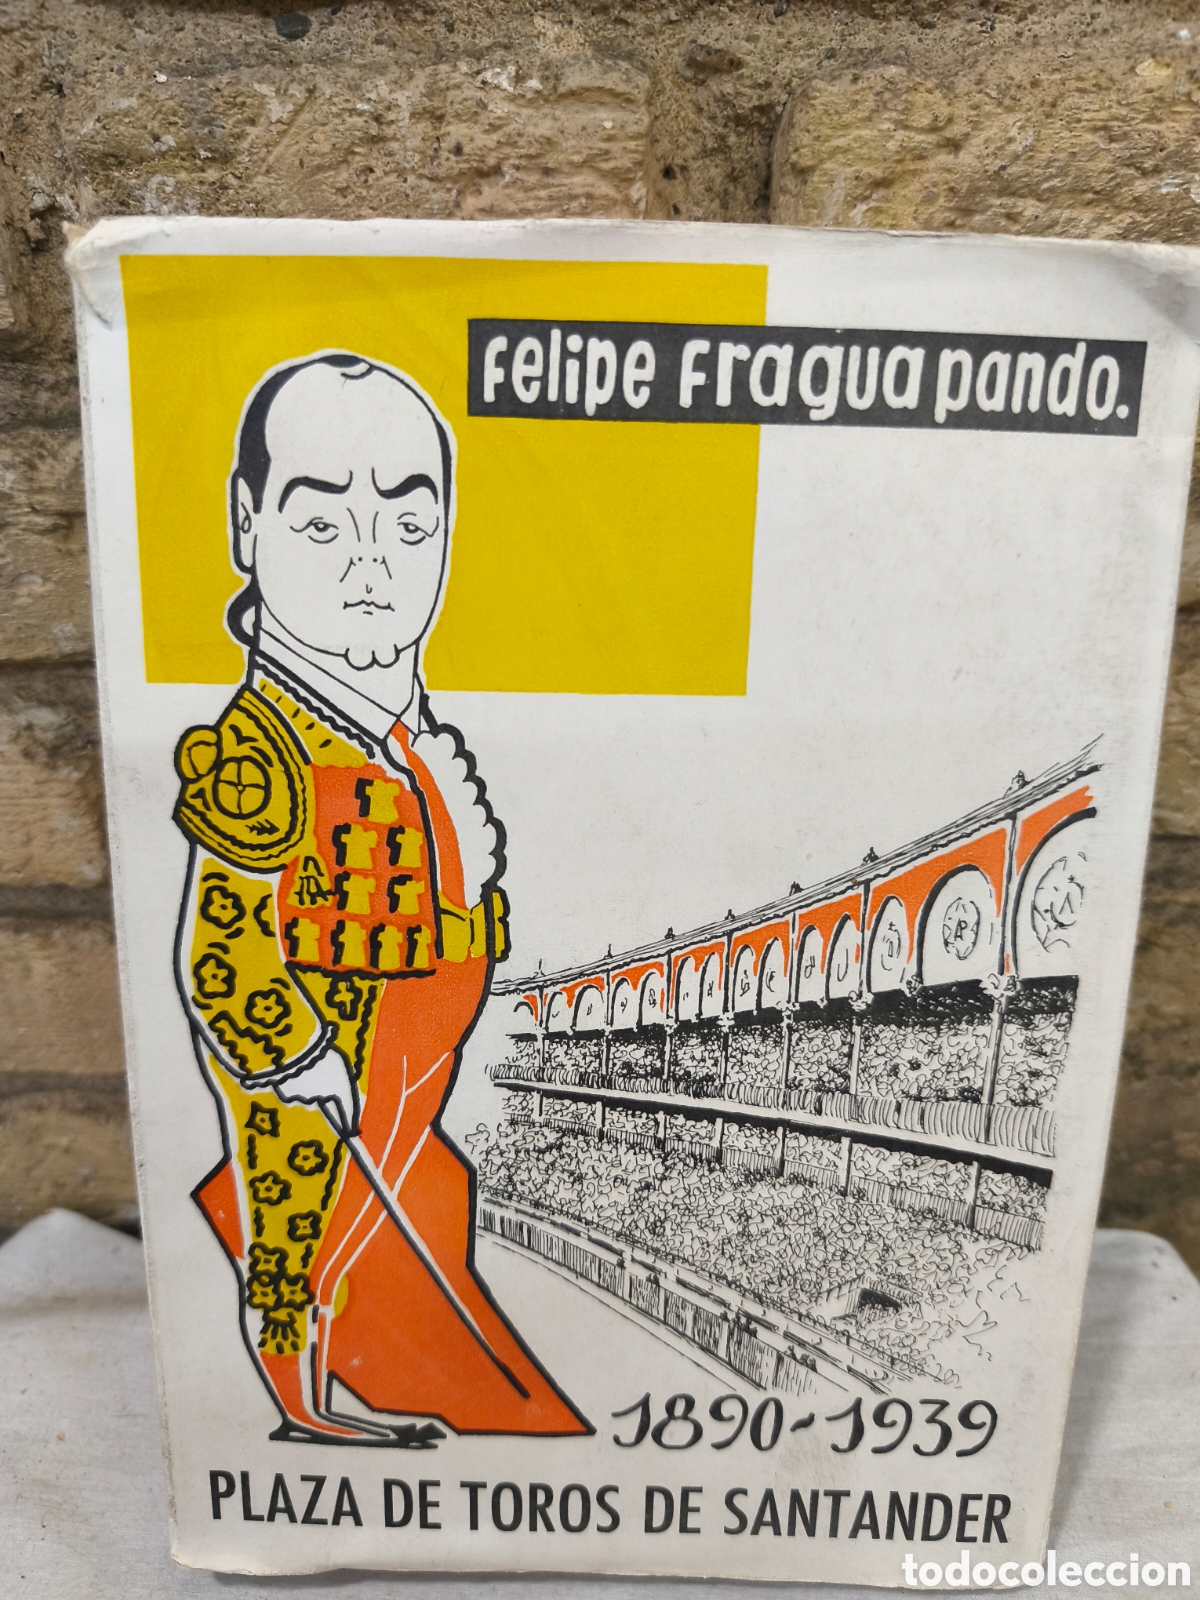 Felipe Fragua pando.
1890-1939
PLAZA DE TOROS DE SANTANDER
todocoleccion